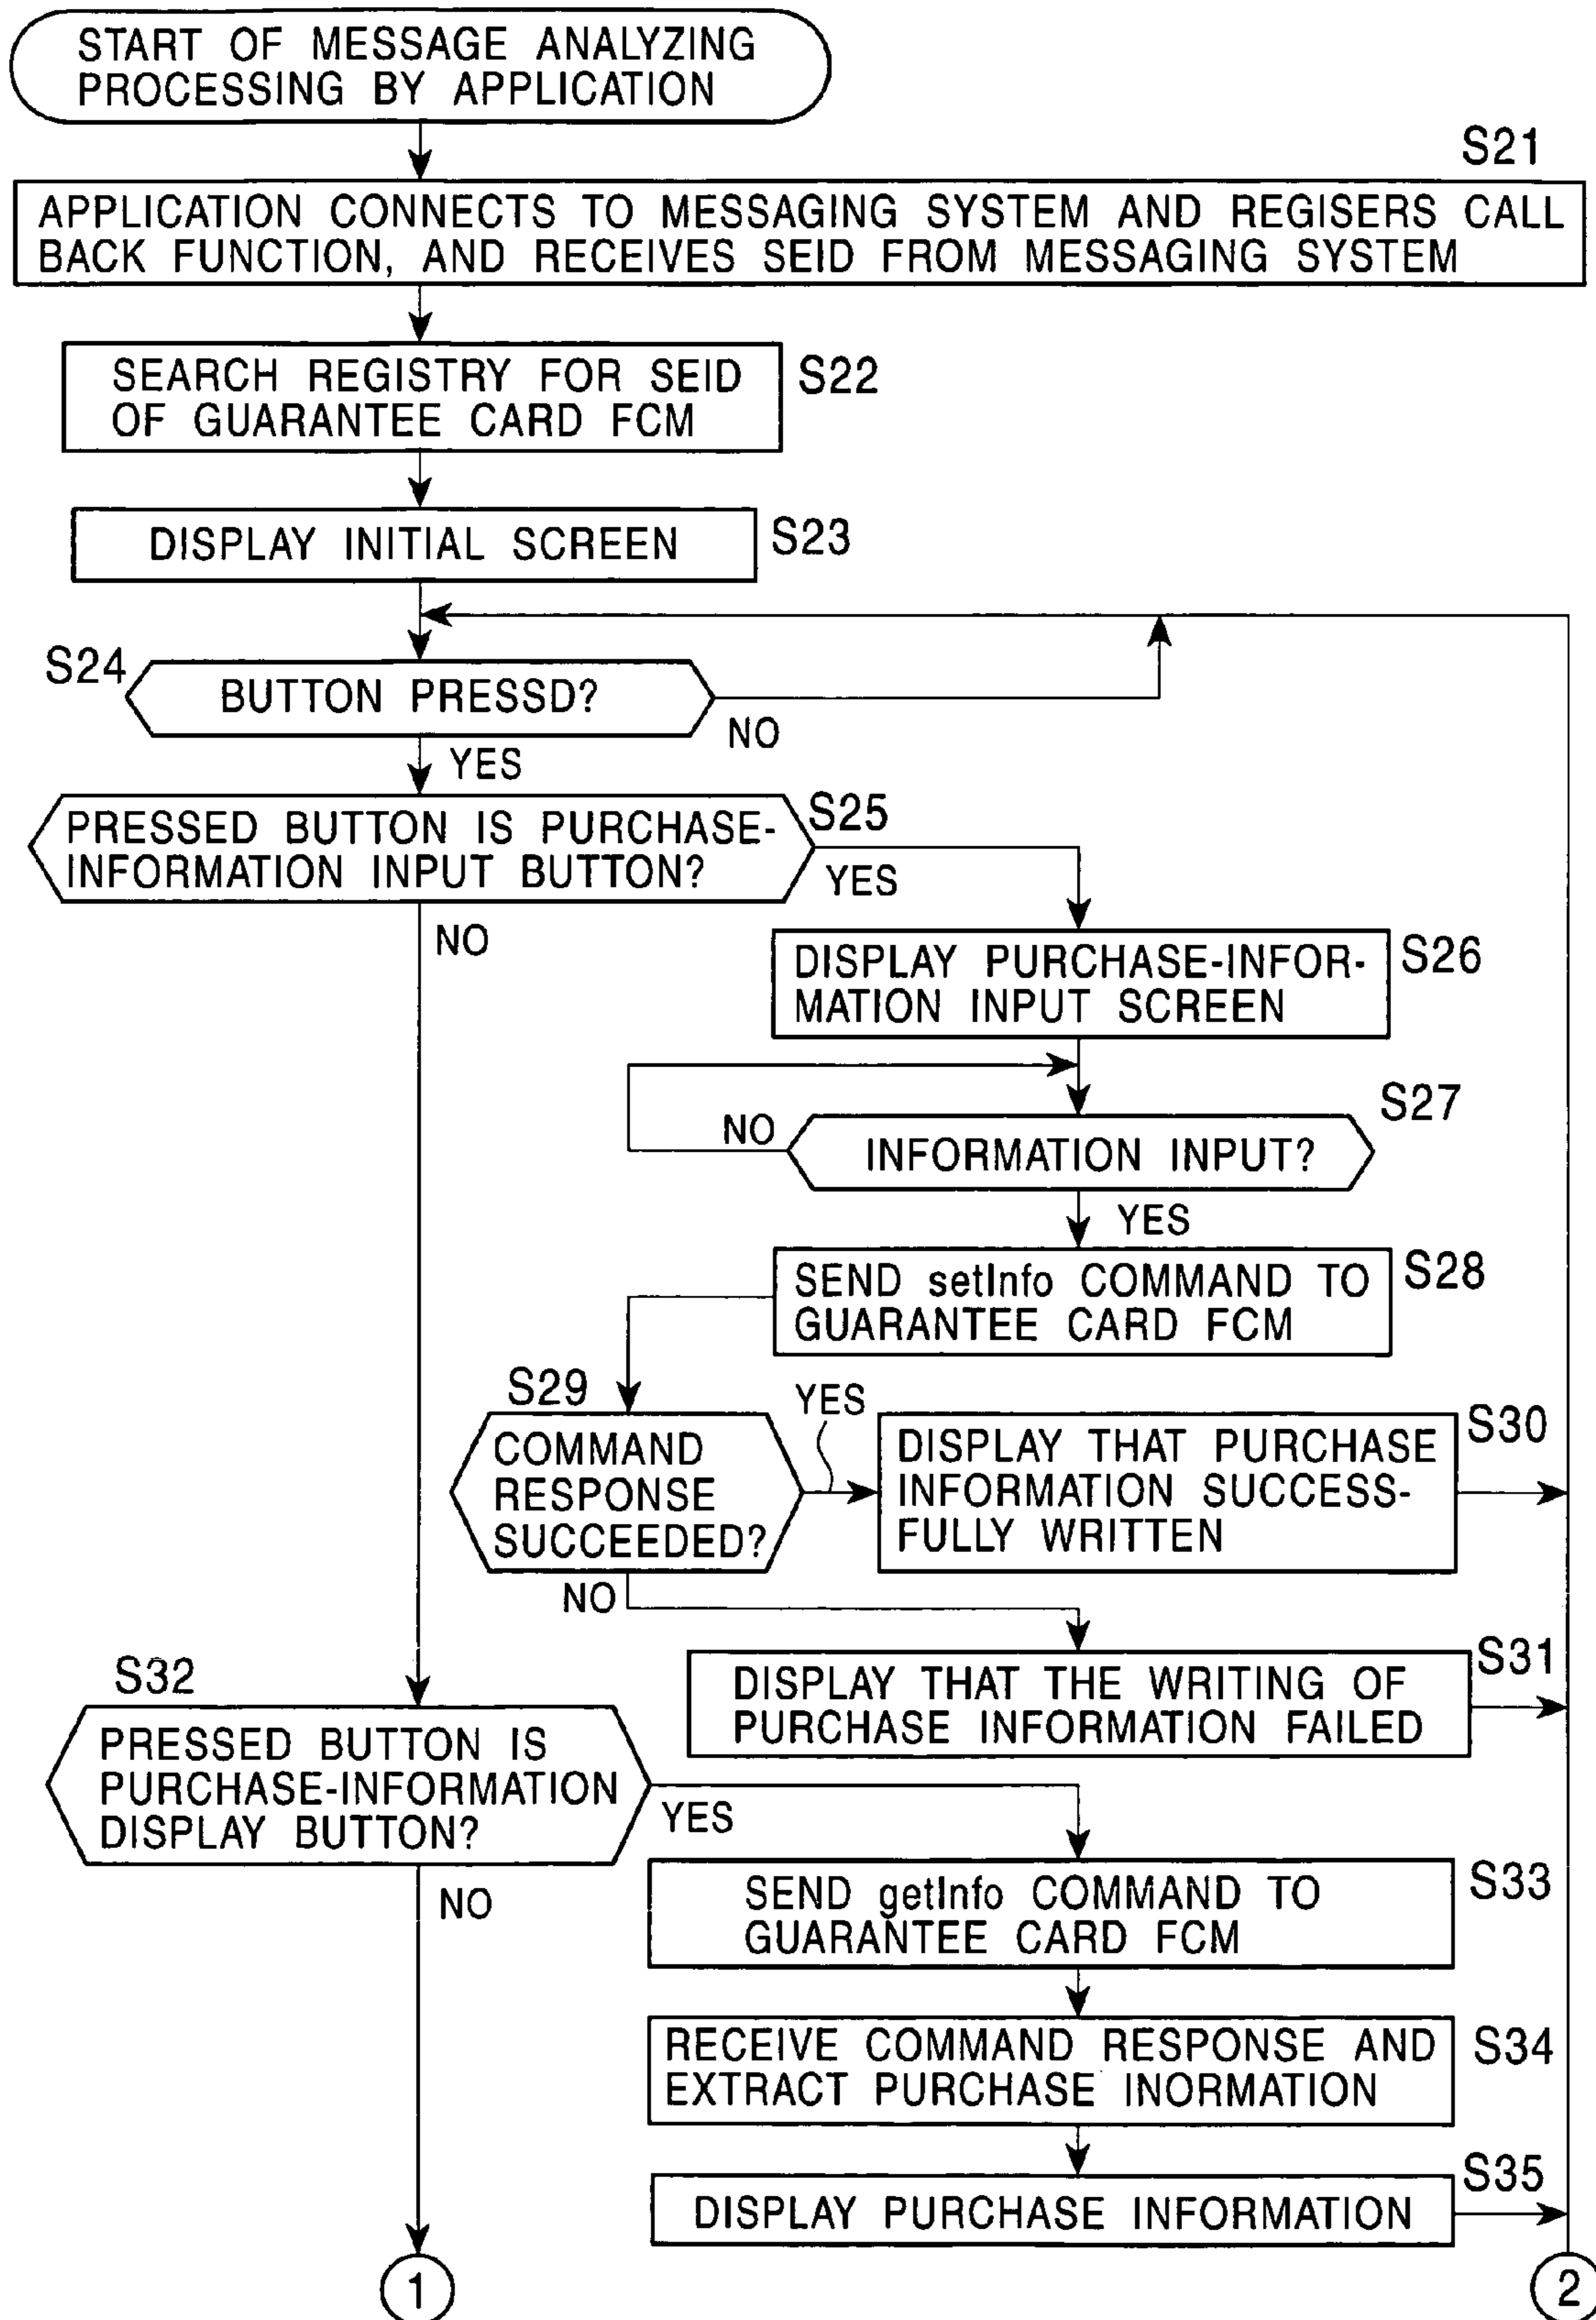 START OF MESSAGE ANALYZING
PROCESSING BY APPLICATION
S21
APPLICATION CONNECTS TO MESSAGING SYSTEM AND REGISERS CALL
BACK FUNCTION, AND RECEIVES SEID FROM MESSAGING SYSTEM
SEARCH REGISTRY FOR SEID
OF GUARANTEE CARD FCM
S22
DISPLAY INITIAL SCREEN
S23
S24
BUTTON PRESSD?
NO
YES
PRESSED BUTTON IS PURCHASE-
INFORMATION INPUT BUTTON?
S25
YES
NO
DISPLAY PURCHASE-INFOR-
MATION INPUT SCREEN
S26
S27
NO
INFORMATION INPUT?
YES
SEND setInfo COMMAND TO
GUARANTEE CARD FCM
S28
S29
COMMAND
RESPONSE
SUCCEEDED?
YES
DISPLAY THAT PURCHASE
INFORMATION SUCCESS-
FULLY WRITTEN
S30
NO
DISPLAY THAT THE WRITING OF
PURCHASE INFORMATION FAILED
S31
S32
PRESSED BUTTON IS
PURCHASE-INFORMATION
DISPLAY BUTTON?
YES
NO
SEND getInfo COMMAND TO
GUARANTEE CARD FCM
S33
RECEIVE COMMAND RESPONSE AND
EXTRACT PURCHASE INORMATION
S34
DISPLAY PURCHASE INFORMATION
S35
1
2